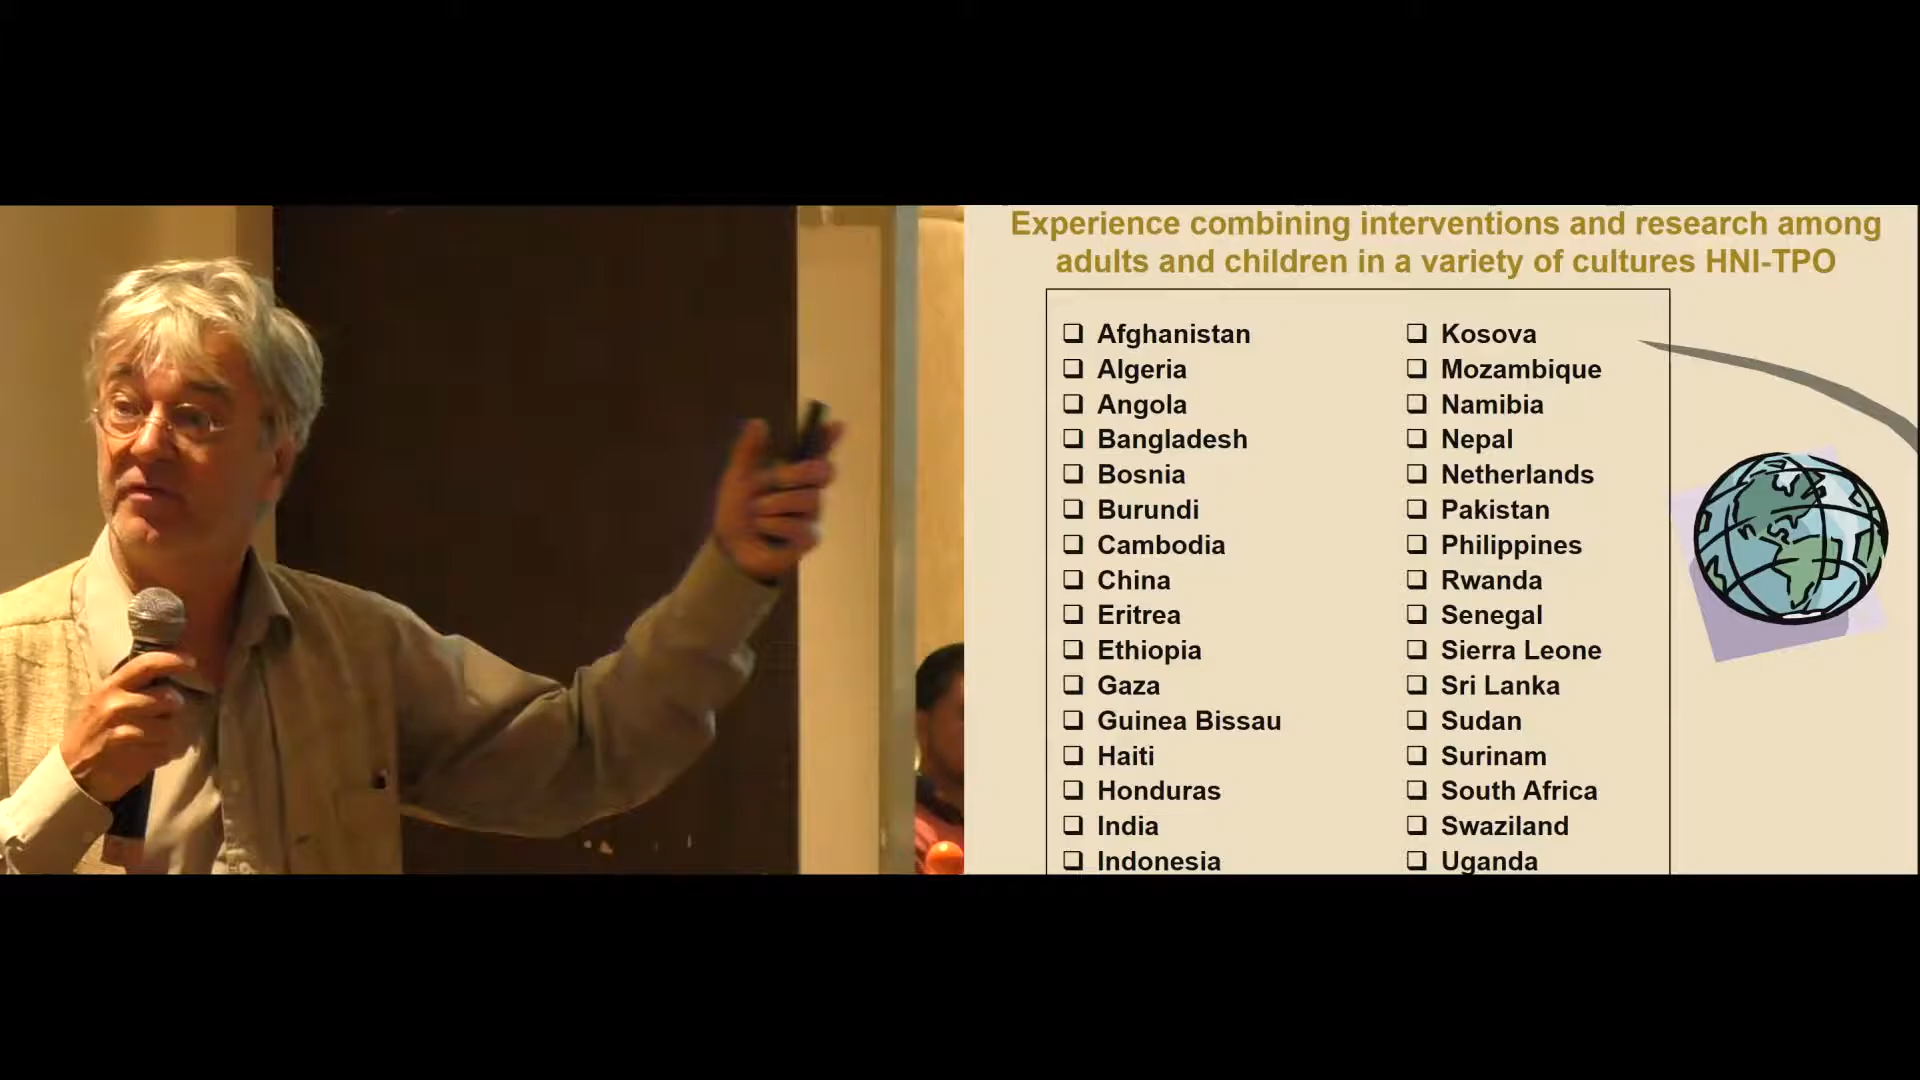 Experience combining interventions and research among
adults and children in a variety of cultures HNI-TPO
Afghanistan
Algeria
Angola
Bangladesh
Bosnia
Burundi
Cambodia
China
Eritrea
Ethiopia
Gaza
Guinea Bissau
Haiti
Honduras
India
Indonesia
Kosova
Mozambique
Namibia
Nepal
Netherlands
Pakistan
Philippines
Rwanda
Senegal
Sierra Leone
Sri Lanka
Sudan
Surinam
South Africa
Swaziland
Uganda